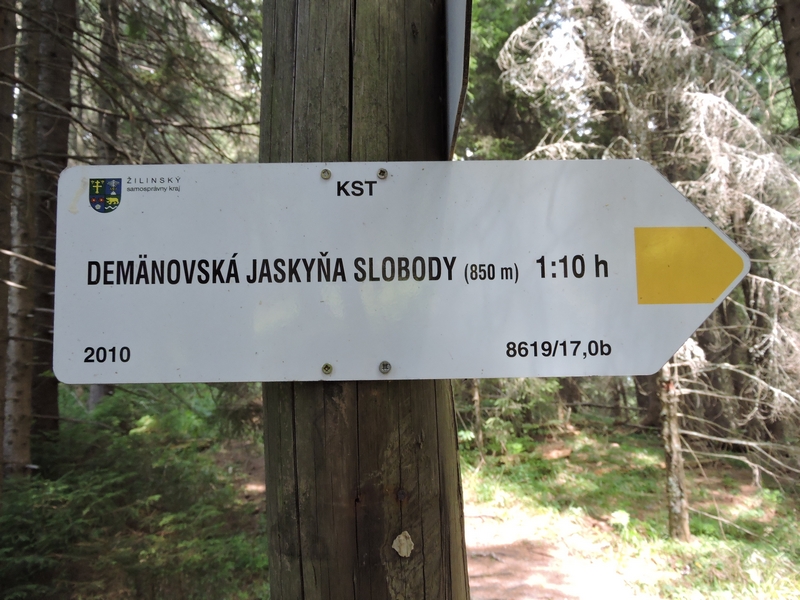 ŽILINSKÝ
samosprávny kraj
KST
DEMÄNOVSKÁ JASKYŇA SLOBODY (850 m) 1:10 h
2010 8619/17,0b